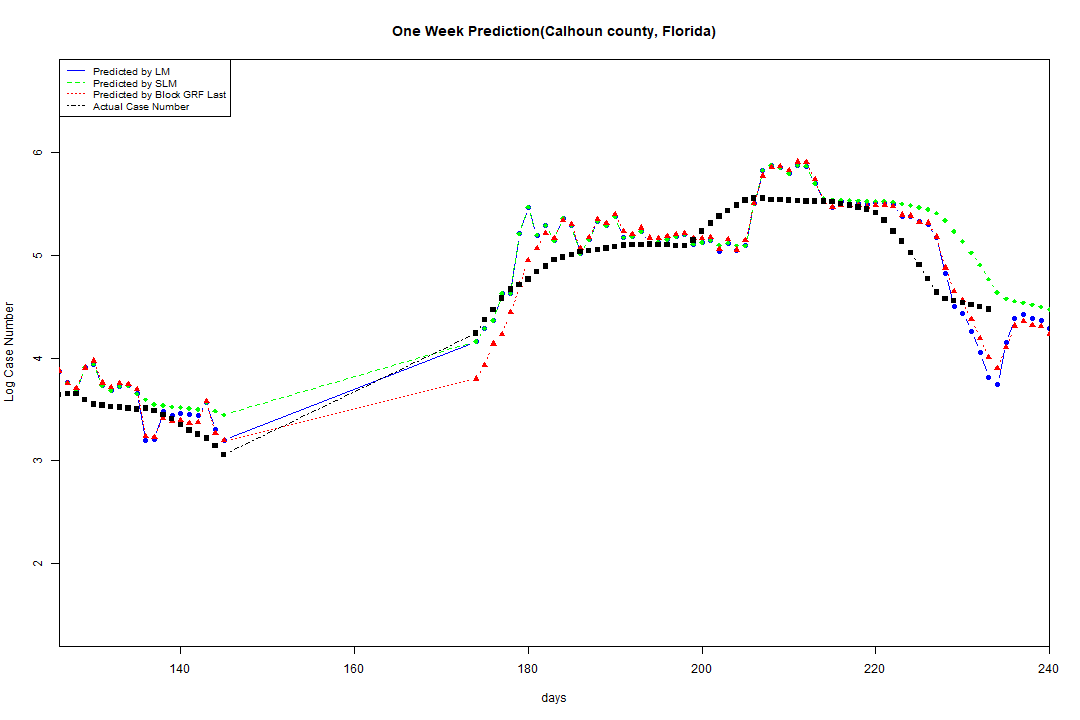 One Week Prediction(Calhoun county, Florida)
Predicted by LM
Predicted by SLM
Predicted by Block GRF Last
Actual Case Number
6
5
4
3
2
Log Case Number
140 160 180 200 220 240
days